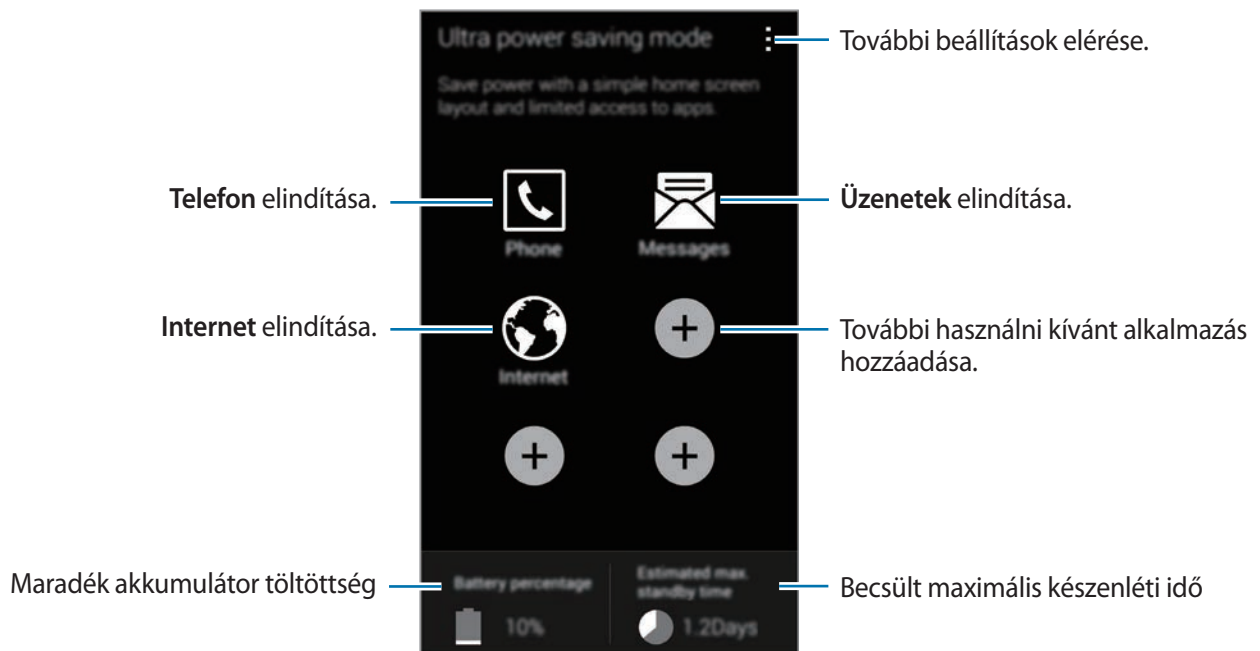 Ultra power saving mode
További beállítások elérése.
Save power with a simple home screen
layout and limited access to apps.
Telefon elindítása.
Phone
Messages
Üzenetek elindítása.
Internet elindítása.
Internet
További használni kívánt alkalmazás
hozzáadása.
Maradék akkumulátor töltöttség
Battery percentage
10%
Estimated max.
standby time
1.2Days
Becsült maximális készenléti idő